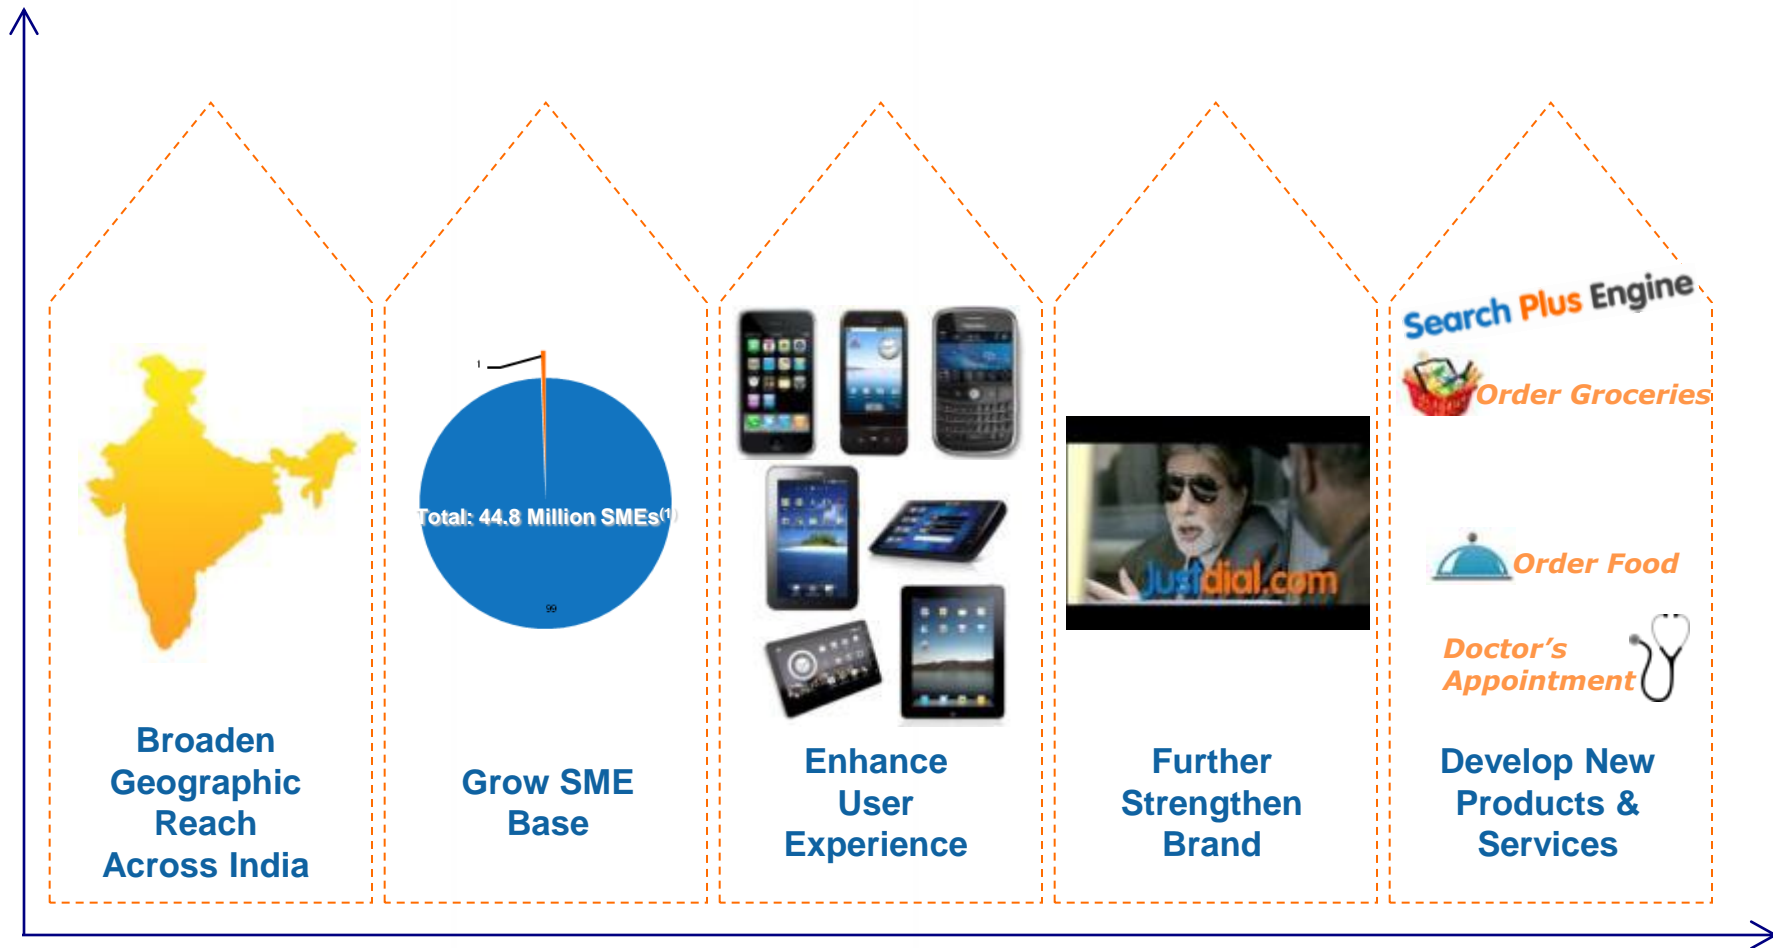 Broaden
Geographic
Reach
Across India
1
Total: 44.8 Million SMEs(1)
99
Grow SME
Base
Enhance
User
Experience
Justdial.com
Further
Strengthen
Brand
Search Plus Engine
Order Groceries
Order Food
Doctor’s
Appointment
Develop New
Products &
Services